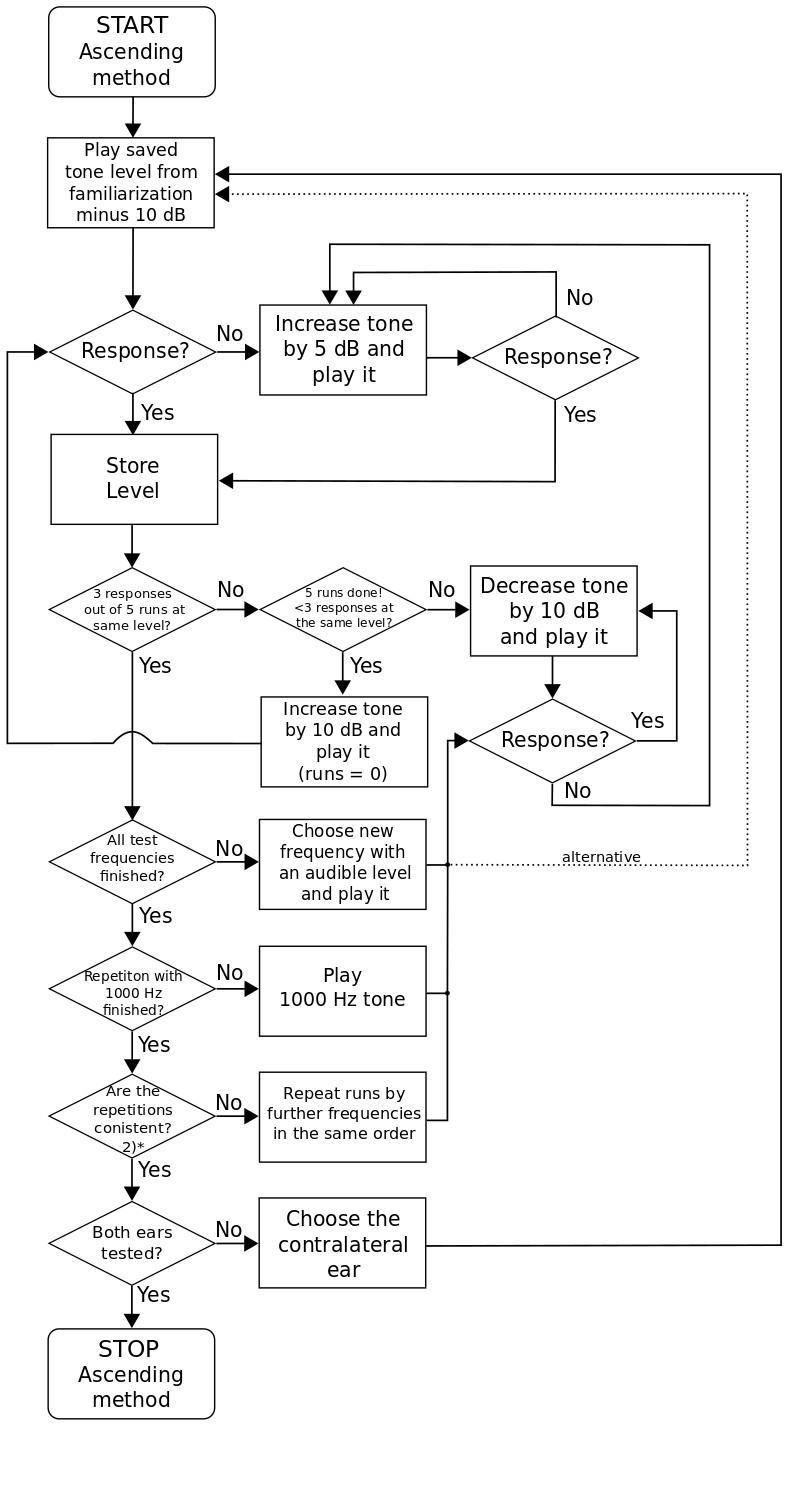 START
Ascending
method
Play saved
tone level from
familiarization
minus 10 dB
Response?
No
Increase tone
by 5 dB and
play it
No
Response?
Yes
Yes
Store
Level
3 responses
out of 5 runs at
same level?
No
5 runs done!
<3 responses at
the same level?
No
Decrease tone
by 10 dB
and play it
Yes
Yes
Increase tone
by 10 dB and
play it
(runs = 0)
Response?
Yes
No
All test
frequencies
finished?
No
Choose new
frequency with
an audible level
and play it
alternative
Yes
Repetiton with
1000 Hz
finished?
No
Play
1000 Hz tone
Yes
Are the
repetitions
conistent?
2)*
No
Repeat runs by
further frequencies
in the same order
Yes
Both ears
tested?
No
Choose the
contralateral
ear
Yes
STOP
Ascending
method